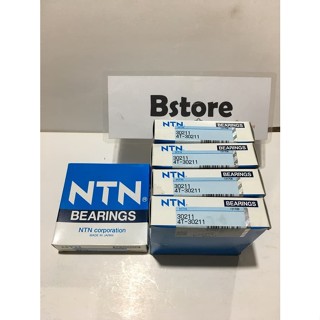 Bstore
NTN
BEARINGS
30211
4T-30211
NTN
BEARINGS
30211
4T-30211
NTN
BEARINGS
30211
4T-30211
NTN
BEARINGS
30211
4T-30211
NTN®
BEARINGS
NTN corporation
MADE IN JAPAN